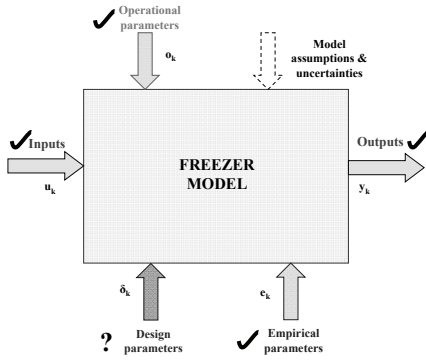 ✓ Operational
parameters
o_k
Model
assumptions &
uncertainties
✓ Inputs
u_k
FREEZER
MODEL
Outputs ✓
y_k
δ_k
e_k
? Design
parameters
✓ Empirical
parameters